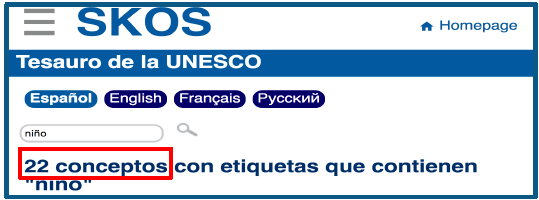 SKOS
Homepage
Tesauro de la UNESCO
Español English Français Русский
niño
22 conceptos con etiquetas que contienen
"niño"